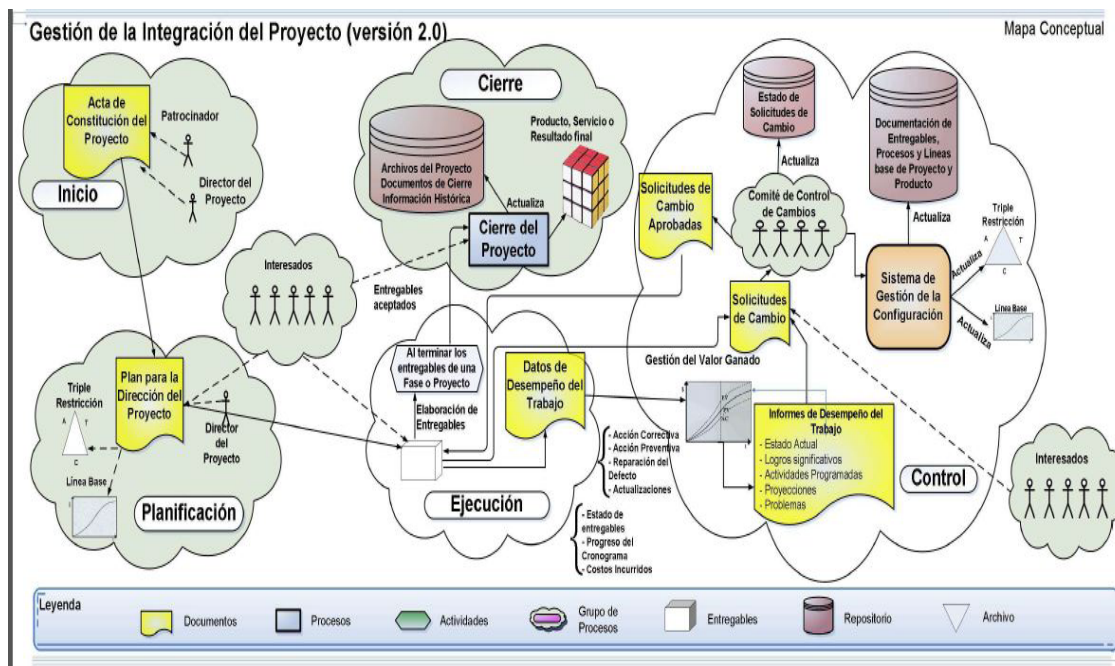 Gestión de la Integración del Proyecto (versión 2.0)
Mapa Conceptual
Acta de
Constitución del
Proyecto
Patrocinador
Director del
Proyecto
Inicio
Cierre
Archivos del Proyecto
Documentos de Cierre
Información Histórica
Producto, Servicio o
Resultado final
Actualiza
Cierre del
Proyecto
Entregables
aceptados
Interesados
Estado de
Solicitudes de
Cambio
Actualiza
Documentación de
Entregables,
Procesos y Líneas
base de Proyecto y
Producto
Actualiza
Solicitudes de
Cambio
Aprobadas
Comité de Control
de Cambios
Solicitudes
de Cambio
Sistema de
Gestión de la
Configuración
Triple
Restricción
A
T
C
Actualiza
Línea Base
Actualiza
Gestión del Valor Ganado
EV
PV
AC
Informes de Desempeño del
Trabajo
- Estado Actual
- Logros significativos
- Actividades Programadas
- Proyecciones
- Problemas
Control
Interesados
Plan para la
Dirección del
Proyecto
Triple
Restricción
A
T
C
Línea Base
Director
del
Proyecto
Planificación
Al terminar los
entregables de una
Fase o Proyecto
Elaboración de
Entregables
Datos de
Desempeño del
Trabajo
Ejecución
- Acción Correctiva
- Acción Preventiva
- Reparación del
Defecto
- Actualizaciones
- Estado de
entregables
- Progreso del
Cronograma
- Costos Incurridos
Leyenda
Documentos
Procesos
Actividades
Grupo de
Procesos
Entregables
Repositorio
Archivo